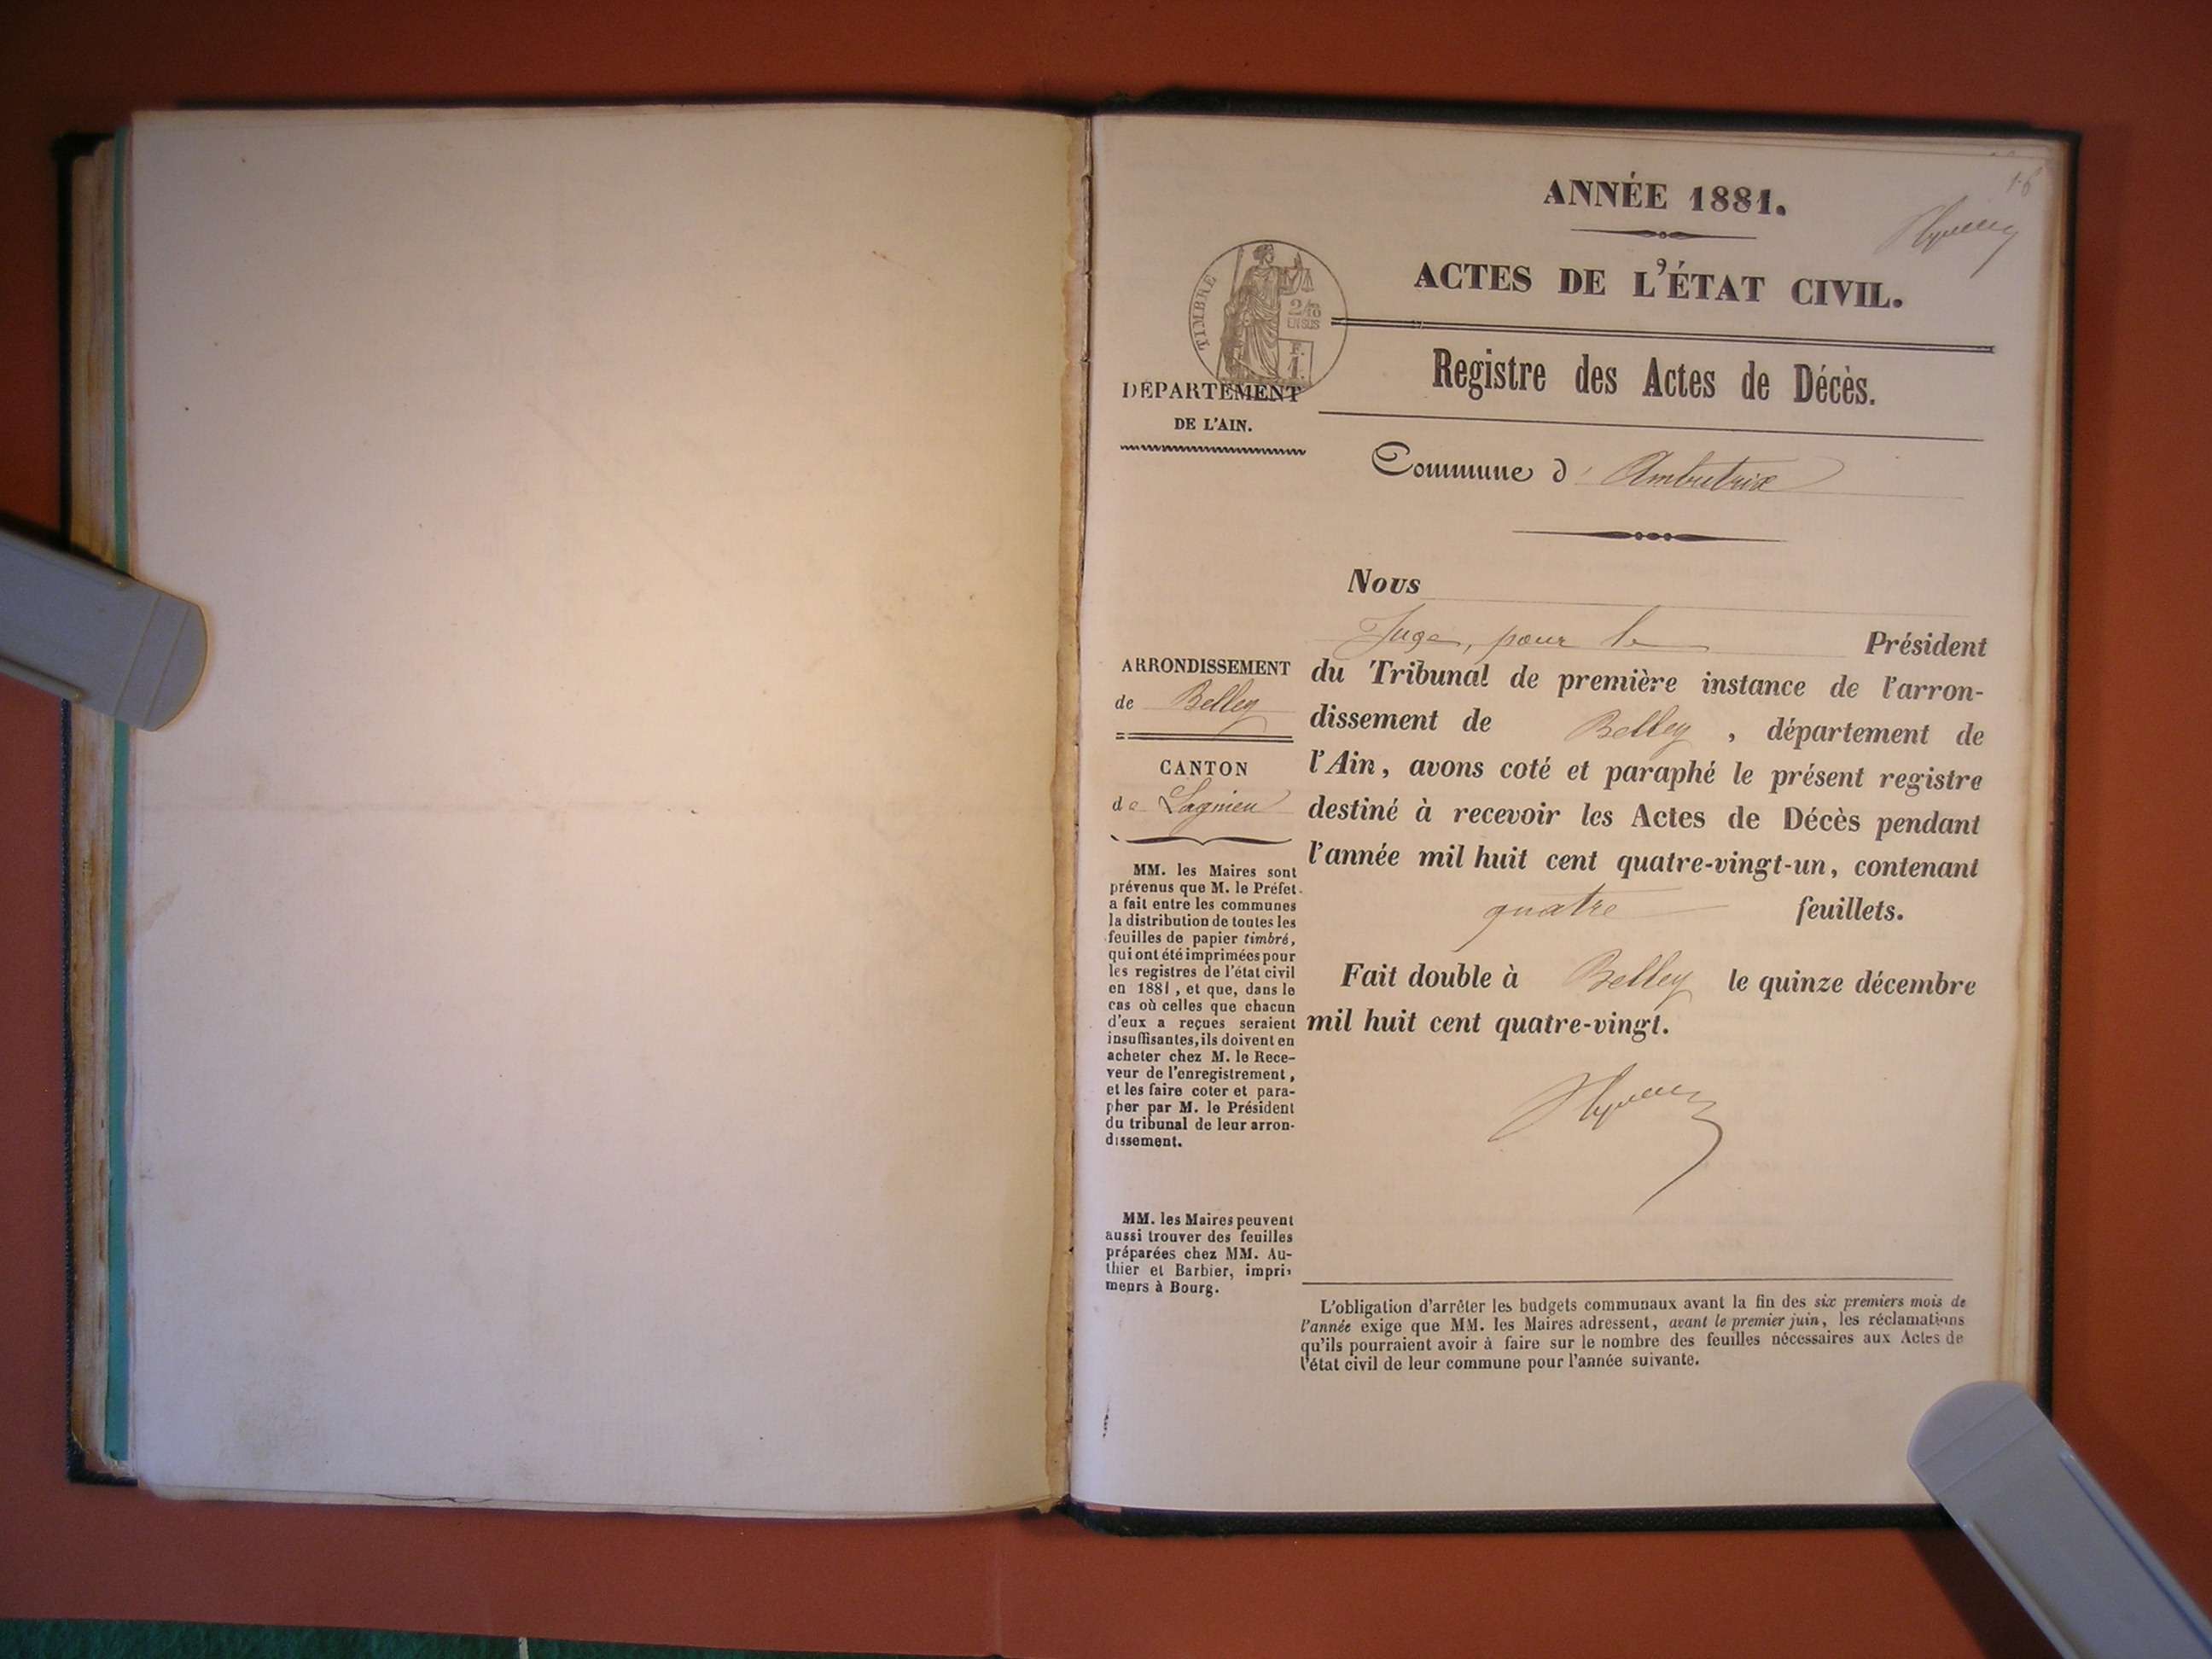 ANNÉE 1881.
ACTES DE L'ÉTAT CIVIL.
TIMBRE
2/10
EN SUS
F.
1.
Registre des Actes de Décès.
DÉPARTEMENT
DE L'AIN.
Commune d' Ambutrix
Nous
Juge, pour le Président
du Tribunal de première instance de l'arron-
dissement de Belley, département de
l'Ain, avons coté et paraphé le présent registre
destiné à recevoir les Actes de Décès pendant
l'année mil huit cent quatre-vingt-un, contenant
quatre feuillets.
Fait double à Belley le quinze décembre
mil huit cent quatre-vingt.
ARRONDISSEMENT
de Belley
CANTON
de Lagnieu
MM. les Maires sont
prévenus que M. le Préfet
a fait entre les communes
la distribution de toutes les
feuilles de papier timbré,
qui ont été imprimées pour
les registres de l'état civil
en 1881, et que, dans le
cas où celles que chacun
d'eux a reçues seraient
insuffisantes, ils doivent en
acheter chez M. le Rece-
veur de l'enregistrement,
et les faire coter et para-
pher par M. le Président
du tribunal de leur arron-
dissement.
MM. les Maires peuvent
aussi trouver des feuilles
préparées chez MM. Au-
thier et Barbier, impri-
meurs à Bourg.
L'obligation d'arrêter les budgets communaux avant la fin des six premiers mois de
l'année exige que MM. les Maires adressent, avant le premier juin, les réclamations
qu'ils pourraient avoir à faire sur le nombre des feuilles nécessaires aux Actes de
l'état civil de leur commune pour l'année suivante.